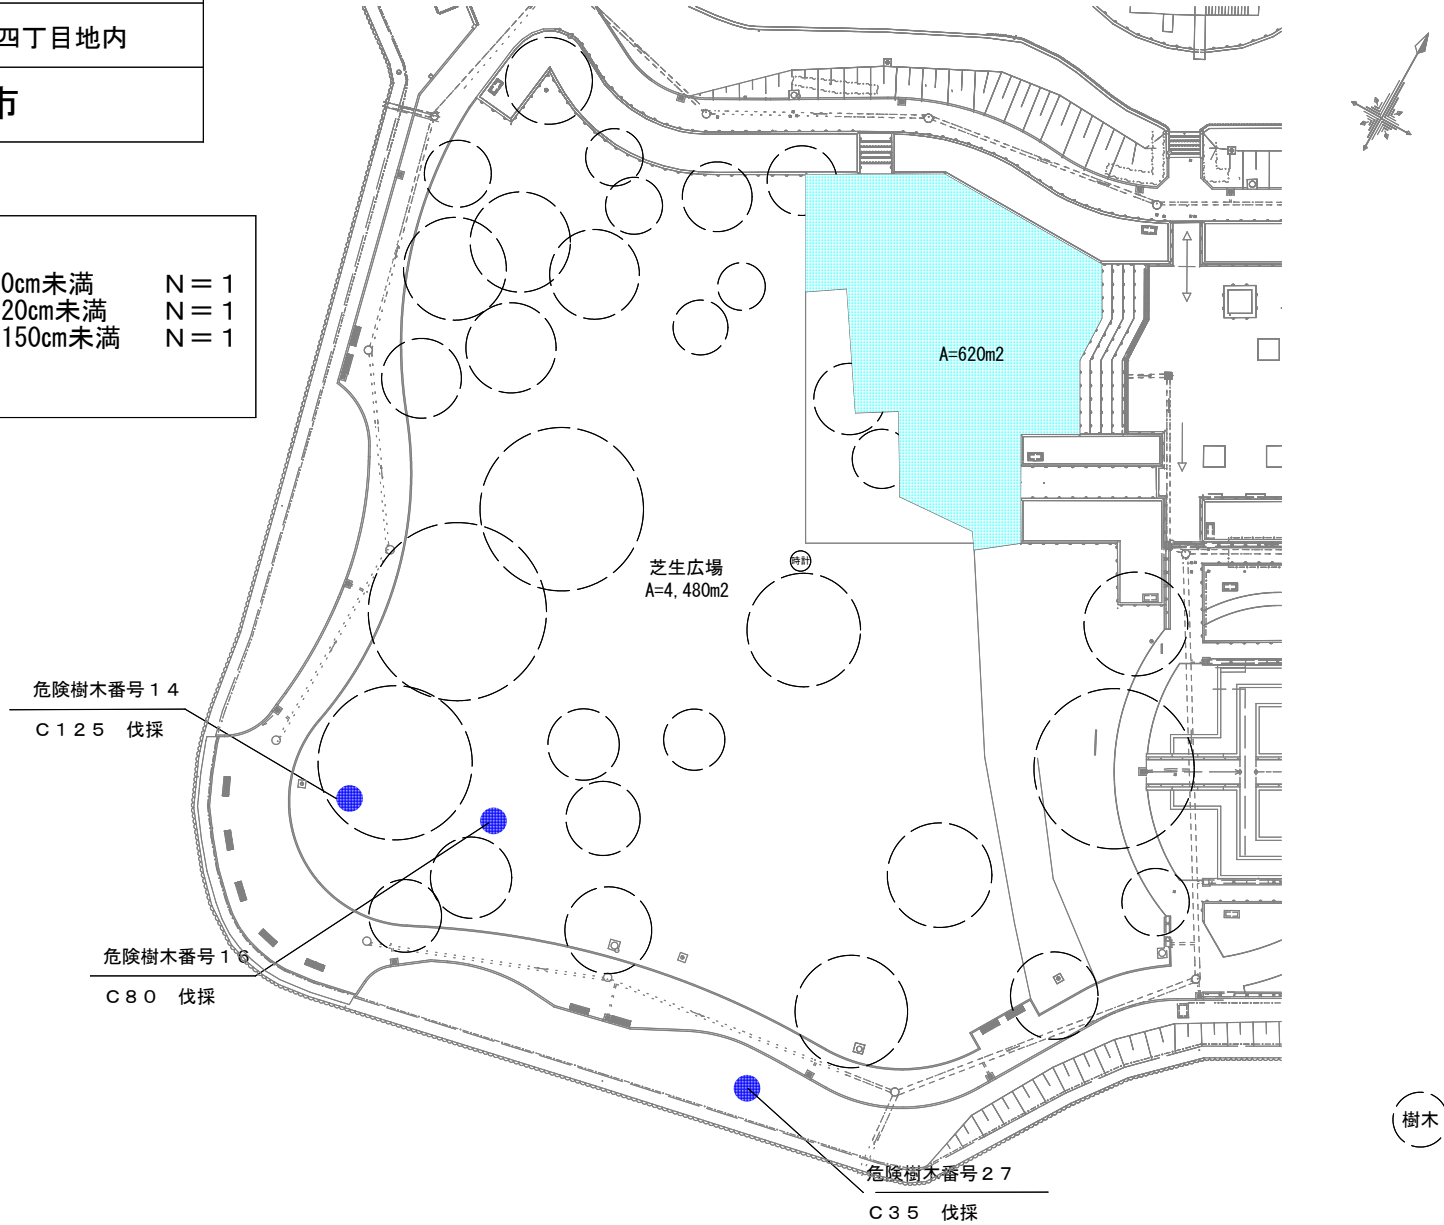 四丁目地内
市
0cm未満　Ｎ＝１
20cm未満　Ｎ＝１
150cm未満　Ｎ＝１
A=620m2
時計
芝生広場
A=4,480m2
危険樹木番号１４
Ｃ１２５　伐採
危険樹木番号１６
Ｃ８０　伐採
樹木
危険樹木番号２７
Ｃ３５　伐採